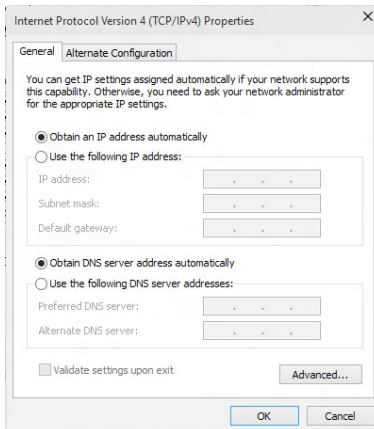 Internet Protocol Version 4 (TCP/IPv4) Properties
General
Alternate Configuration
You can get IP settings assigned automatically if your network supports
this capability. Otherwise, you need to ask your network administrator
for the appropriate IP settings.
Obtain an IP address automatically
Use the following IP address:
IP address:
Subnet mask:
Default gateway:
Obtain DNS server address automatically
Use the following DNS server addresses:
Preferred DNS server:
Alternate DNS server:
Validate settings upon exit
Advanced...
OK
Cancel